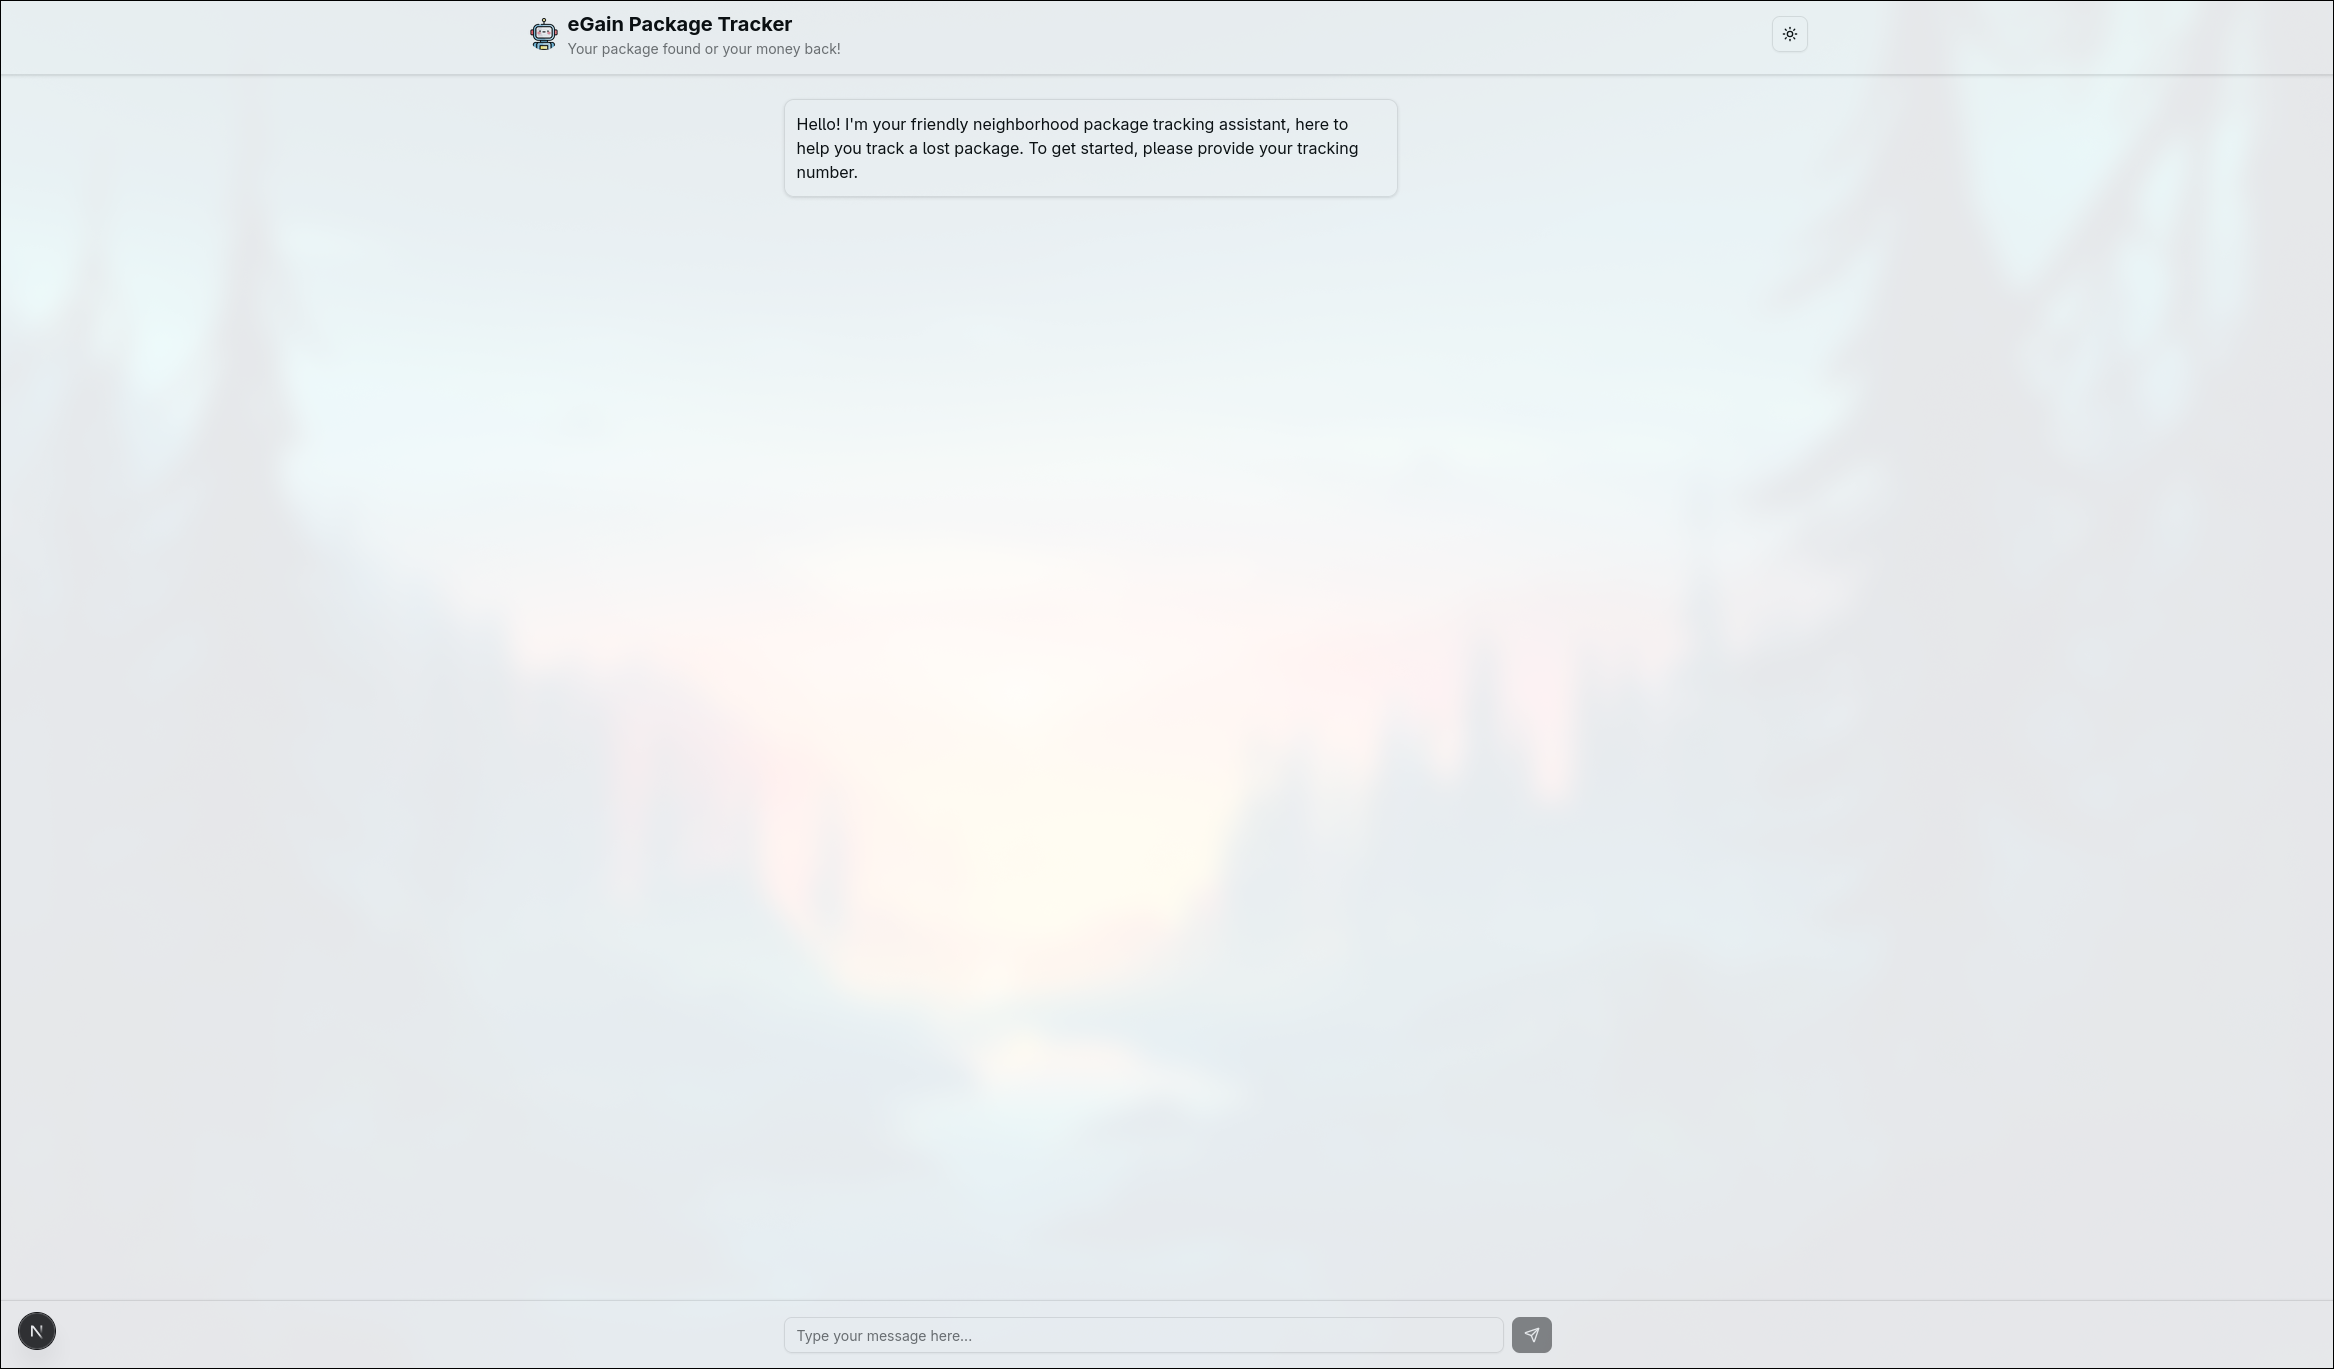 eGain Package Tracker
Your package found or your money back!
Hello! I'm your friendly neighborhood package tracking assistant, here to
help you track a lost package. To get started, please provide your tracking
number.
N
Type your message here...